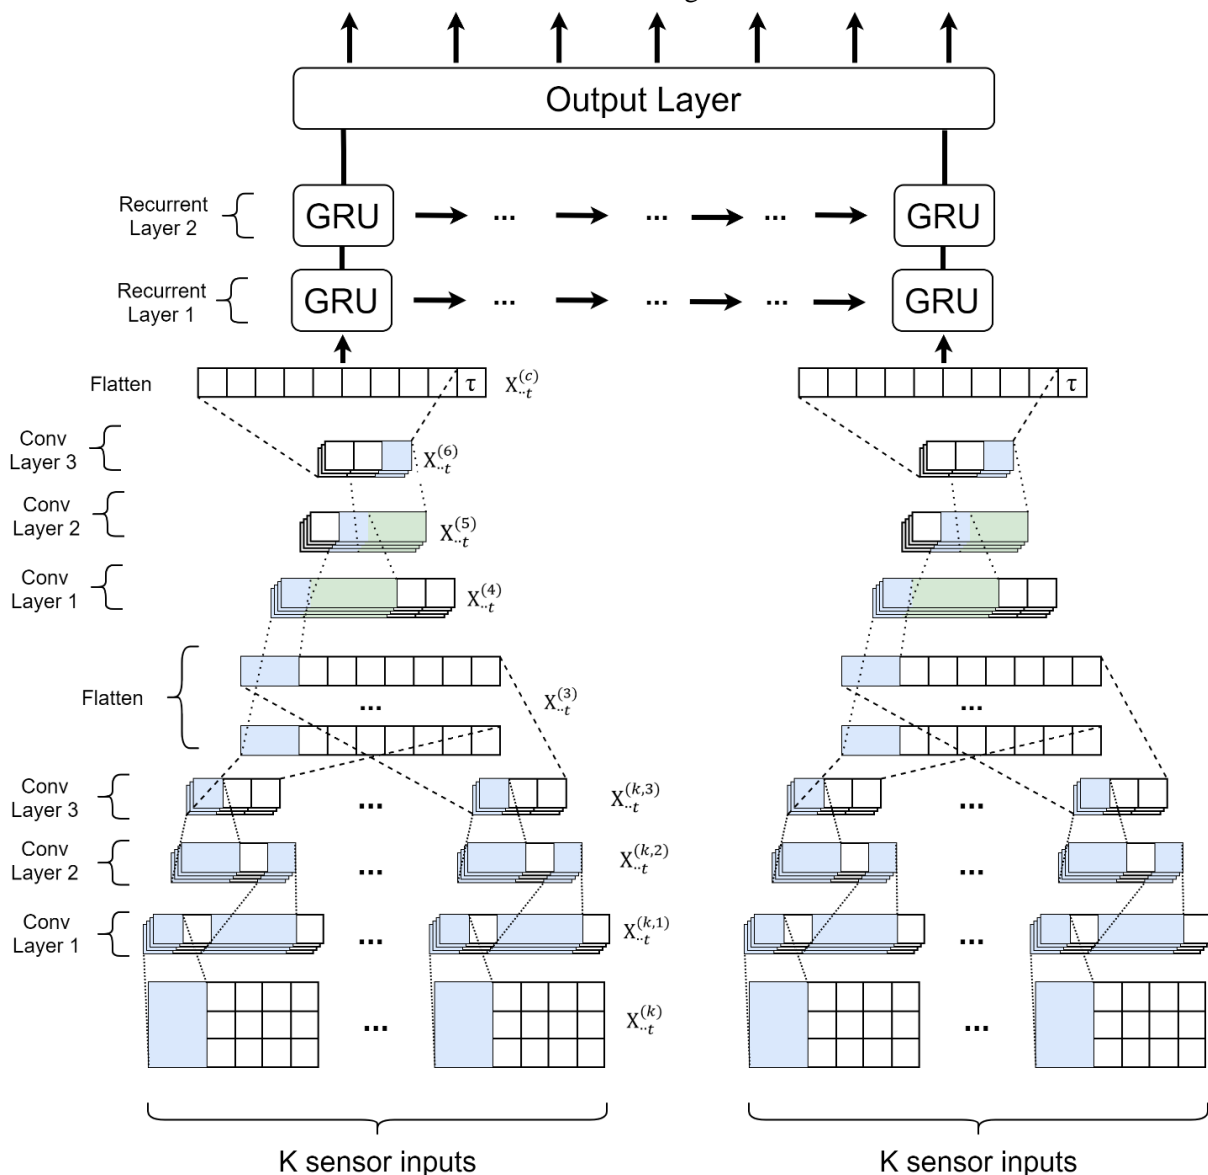 Output Layer
Recurrent
Layer 2
GRU
...
...
...
GRU
Recurrent
Layer 1
GRU
...
...
...
GRU
Flatten
τ
X..t^(c)
τ
Conv
Layer 3
X..t^(6)
Conv
Layer 2
X..t^(5)
Conv
Layer 1
X..t^(4)
Flatten
...
X..t^(3)
...
Conv
Layer 3
...
X..t^(k,3)
...
Conv
Layer 2
...
X..t^(k,2)
...
Conv
Layer 1
...
X..t^(k,1)
...
...
X..t^(k)
...
K sensor inputs
K sensor inputs